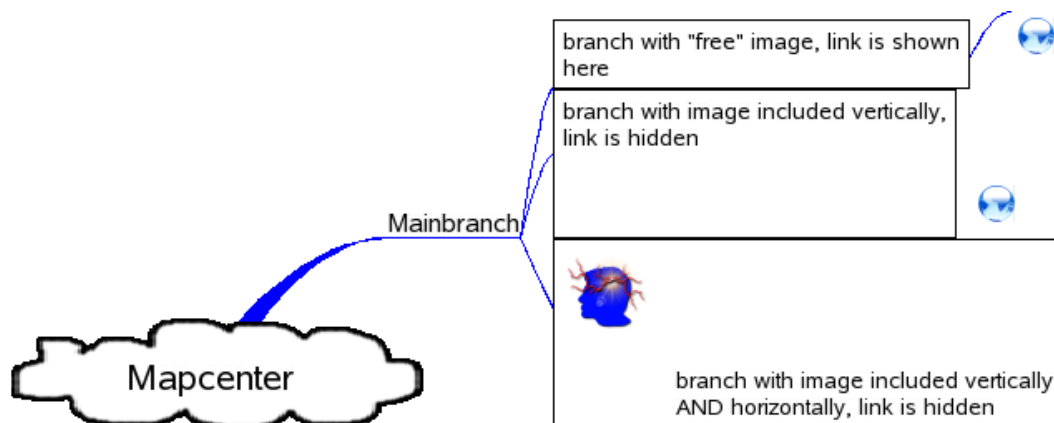 branch with "free" image, link is shown
here
branch with image included vertically,
link is hidden
Mainbranch
Mapcenter
branch with image included vertically
AND horizontally, link is hidden